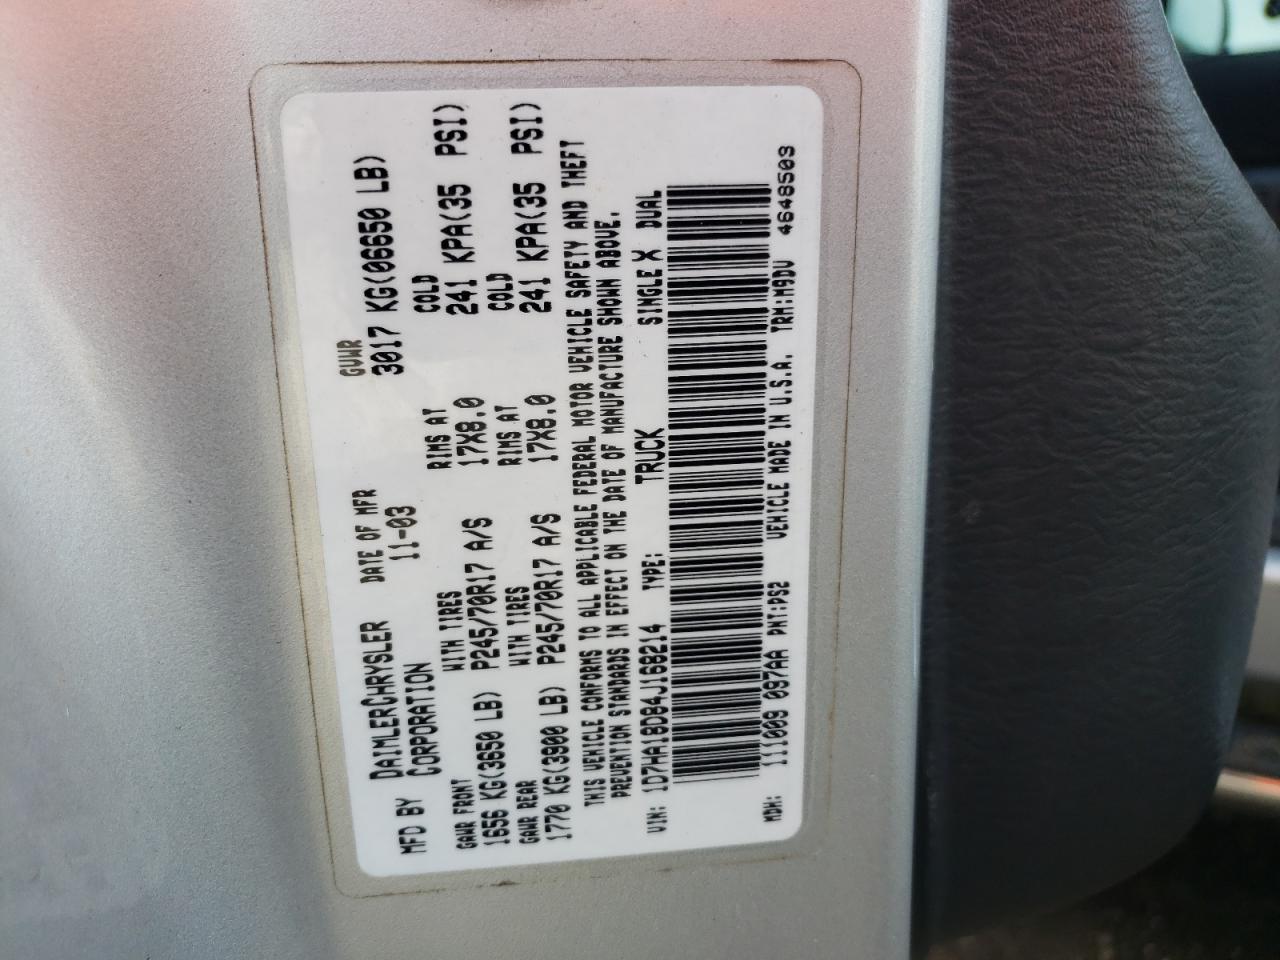 MFD BY DAIMLERCHRYSLER CORPORATION DATE OF MFR 11-03 GVWR 3017 KG(06650 LB)
GAWR FRONT WITH TIRES RIMS AT COLD
1656 KG(3650 LB) P245/70R17 A/S 17X8.0 241 KPA(35 PSI)
GAWR REAR WITH TIRES RIMS AT COLD
1770 KG(3900 LB) P245/70R17 A/S 17X8.0 241 KPA(35 PSI)
THIS VEHICLE CONFORMS TO ALL APPLICABLE FEDERAL MOTOR VEHICLE SAFETY AND THEFT
PREVENTION STANDARDS IN EFFECT ON THE DATE OF MANUFACTURE SHOWN ABOVE.
VIN: 1D7HA18D84J168214 TYPE: TRUCK SINGLE X DUAL
MDH: 111009 097AA PNT:PS2 VEHICLE MADE IN U.S.A. TRM:M9DV 4648503